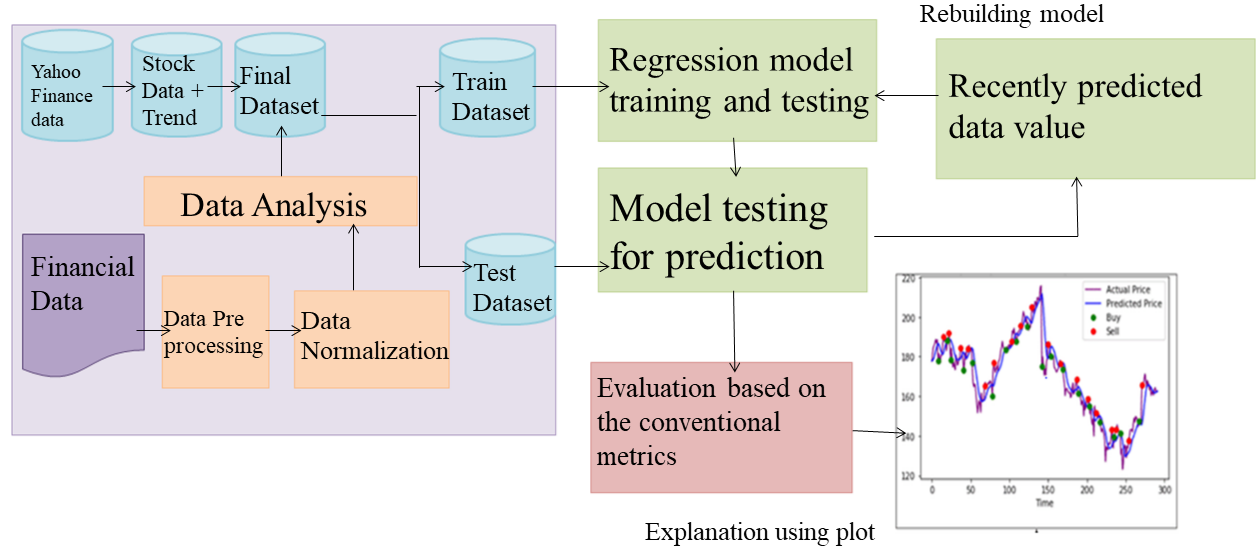 Rebuilding model
Yahoo
Finance
data
Stock
Data +
Trend
Final
Dataset
Train
Dataset
Regression model
training and testing
Recently predicted
data value
Data Analysis
Model testing
for prediction
Financial
Data
Data Pre
processing
Data
Normalization
Test
Dataset
Evaluation based on
the conventional
metrics
220
200
180
160
140
120
Actual Price
Predicted Price
Buy
Sell
0 50 100 150 200 250 300
Time
Explanation using plot